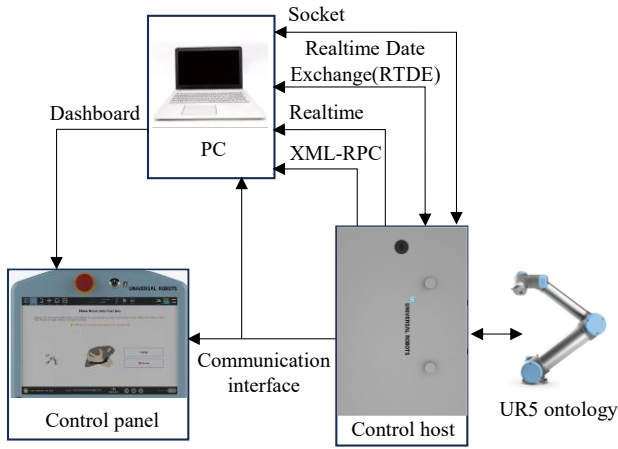 Socket
Realtime Date
Exchange(RTDE)
Dashboard
Realtime
PC
XML-RPC
UNIVERSAL ROBOTS
UNIVERSAL ROBOTS
Communication
interface
Control panel
Control host
UR5 ontology